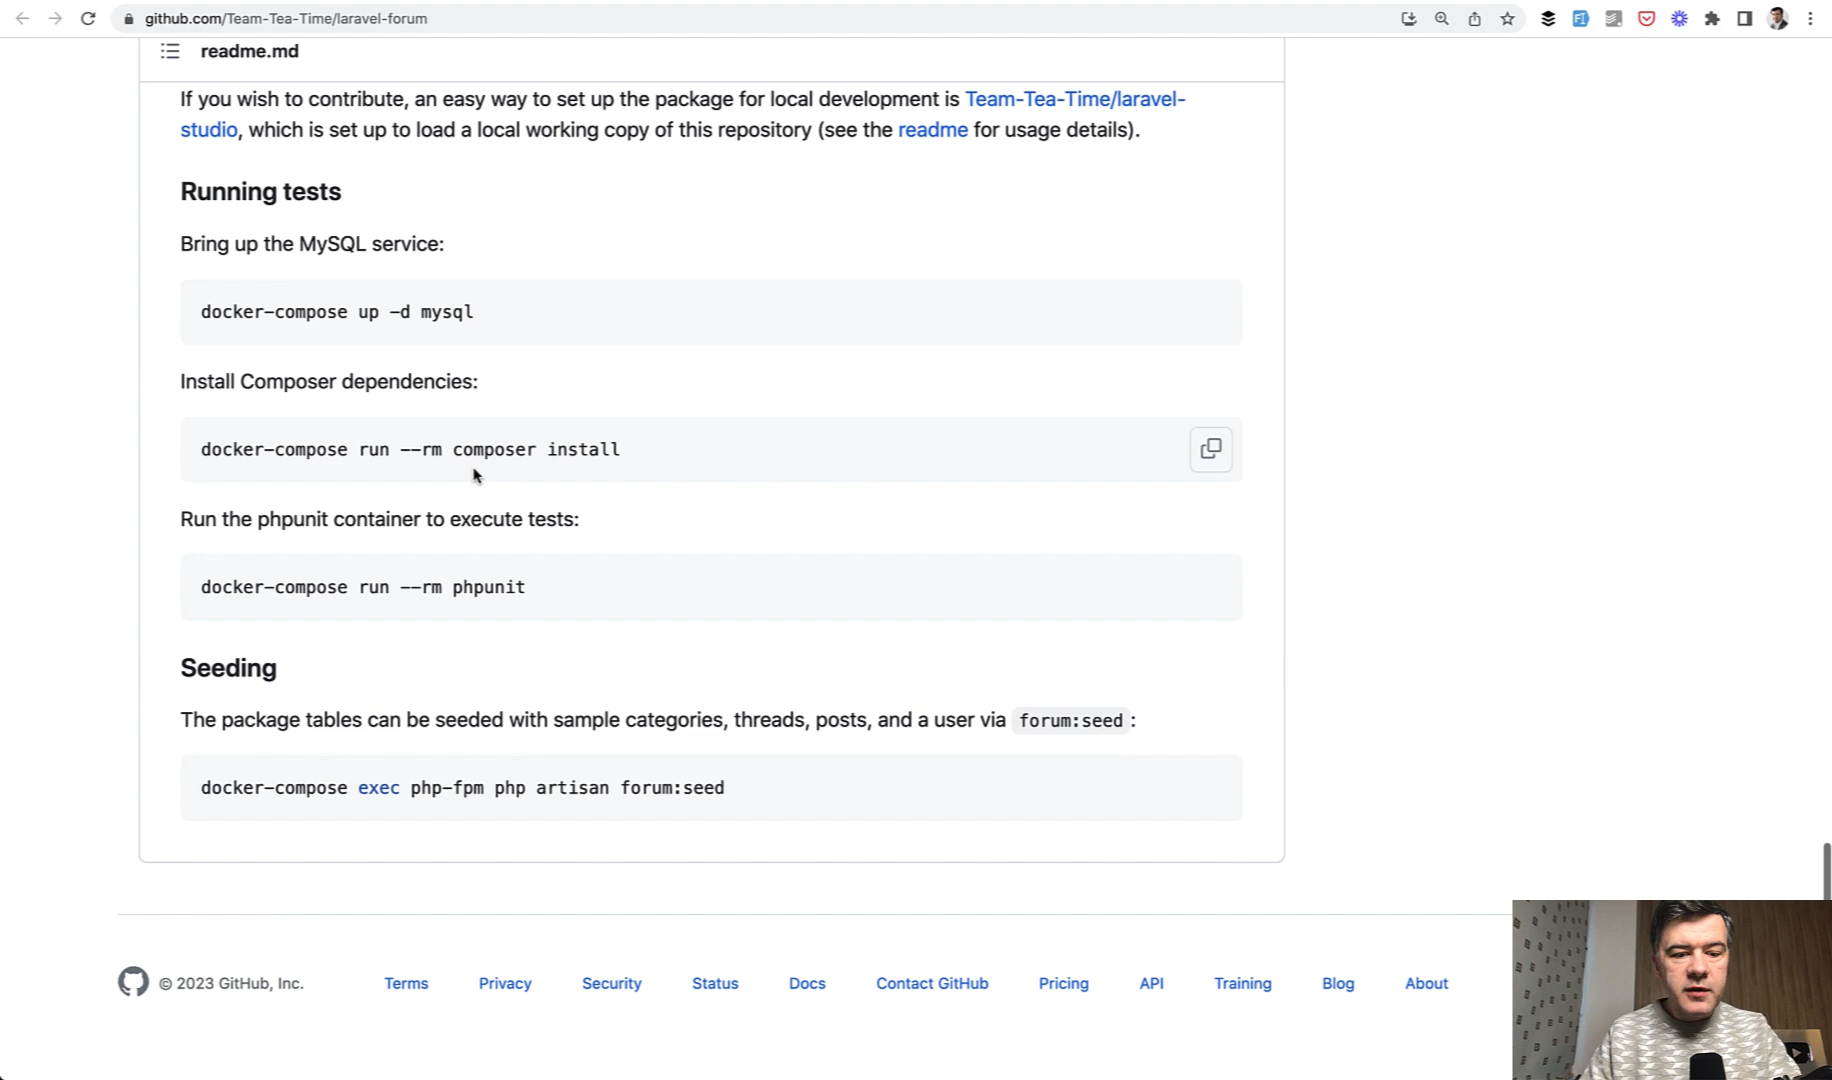 github.com/Team-Tea-Time/laravel-forum
readme.md
If you wish to contribute, an easy way to set up the package for local development is Team-Tea-Time/laravel-
studio, which is set up to load a local working copy of this repository (see the readme for usage details).
Running tests
Bring up the MySQL service:
docker-compose up -d mysql
Install Composer dependencies:
docker-compose run --rm composer install
Run the phpunit container to execute tests:
docker-compose run --rm phpunit
Seeding
The package tables can be seeded with sample categories, threads, posts, and a user via forum:seed:
docker-compose exec php-fpm php artisan forum:seed
© 2023 GitHub, Inc. Terms Privacy Security Status Docs Contact GitHub Pricing API Training Blog About